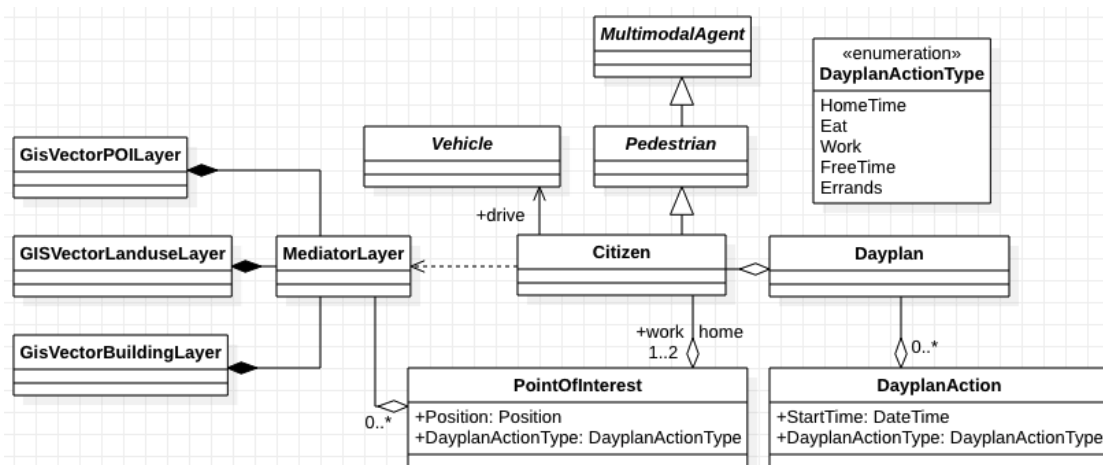 MultimodalAgent
«enumeration»
DayplanActionType
HomeTime
Eat
Work
FreeTime
Errands
Vehicle
Pedestrian
GisVectorPOILayer
+drive
GISVectorLanduseLayer
MediatorLayer
Citizen
Dayplan
GisVectorBuildingLayer
+work home
1..2
0..*
PointOfInterest
+Position: Position
+DayplanActionType: DayplanActionType
0..*
DayplanAction
+StartTime: DateTime
+DayplanActionType: DayplanActionType